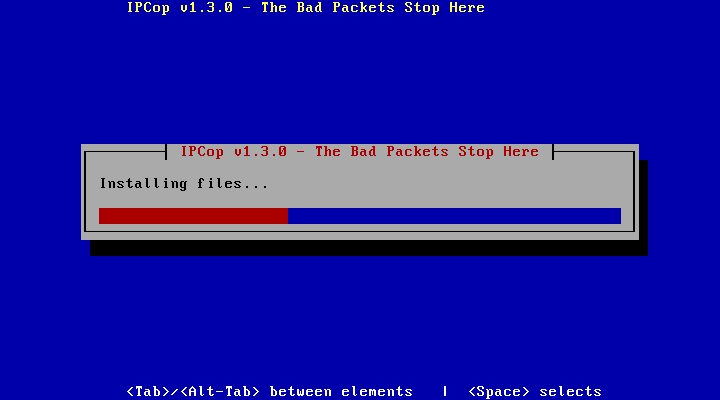 IPCop v1.3.0 - The Bad Packets Stop Here
IPCop v1.3.0 - The Bad Packets Stop Here
Installing files...
<Tab>/<Alt-Tab> between elements | <Space> selects